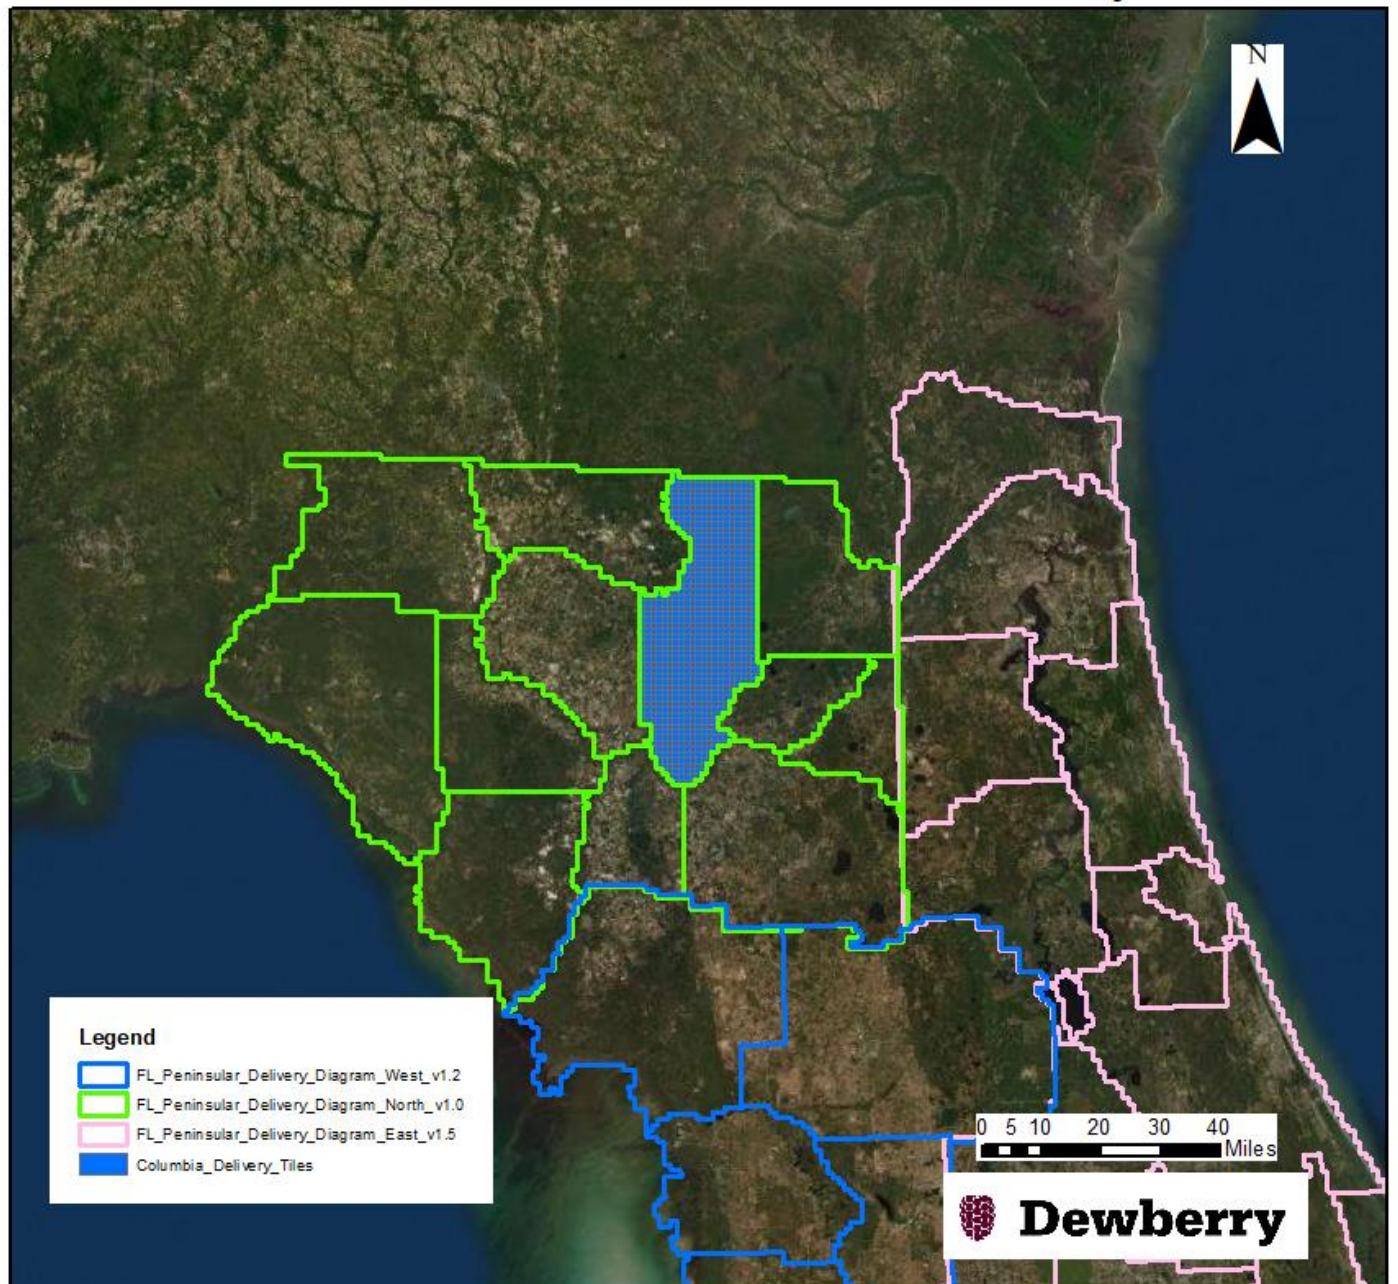 N
Legend
FL_Peninsular_Delivery_Diagram_West_v1.2
FL_Peninsular_Delivery_Diagram_North_v1.0
FL_Peninsular_Delivery_Diagram_East_v1.5
Columbia_Delivery_Tiles
0 5 10 20 30 40
Miles
Dewberry